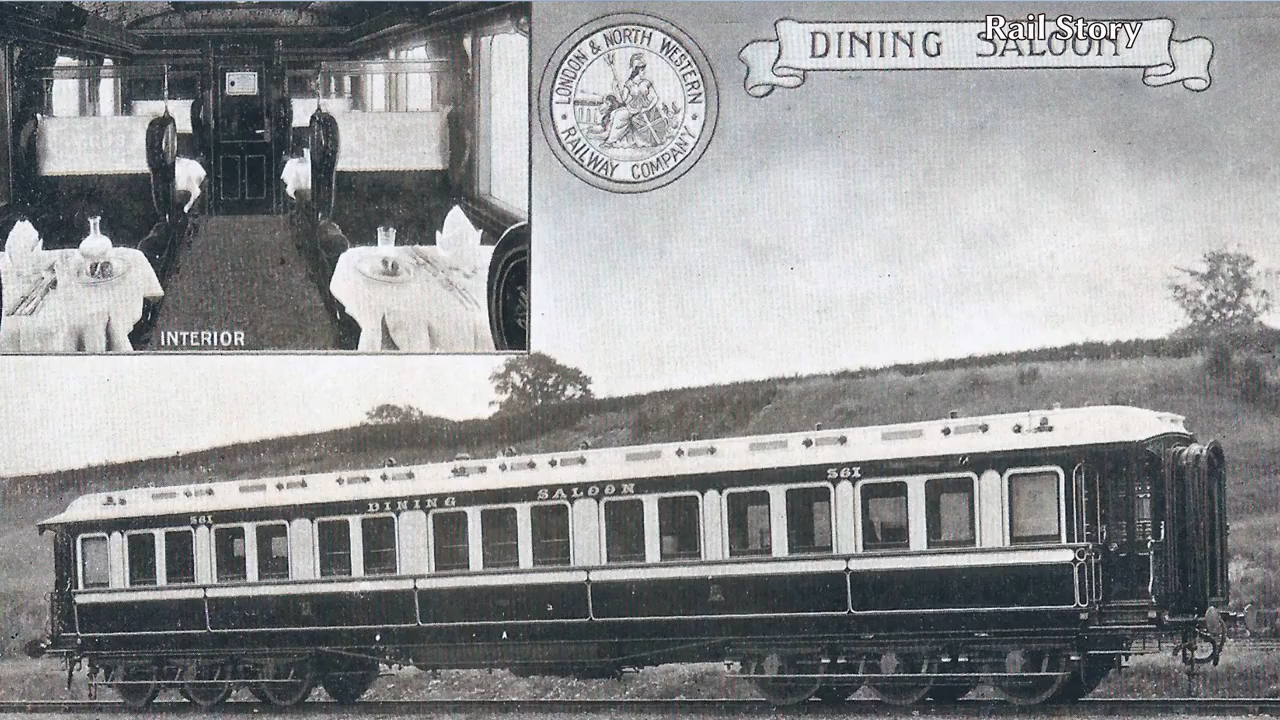 Rail Story
DINING SALOON
LONDON & NORTH WESTERN
RAILWAY COMPANY
INTERIOR
561
DINING SALOON
561